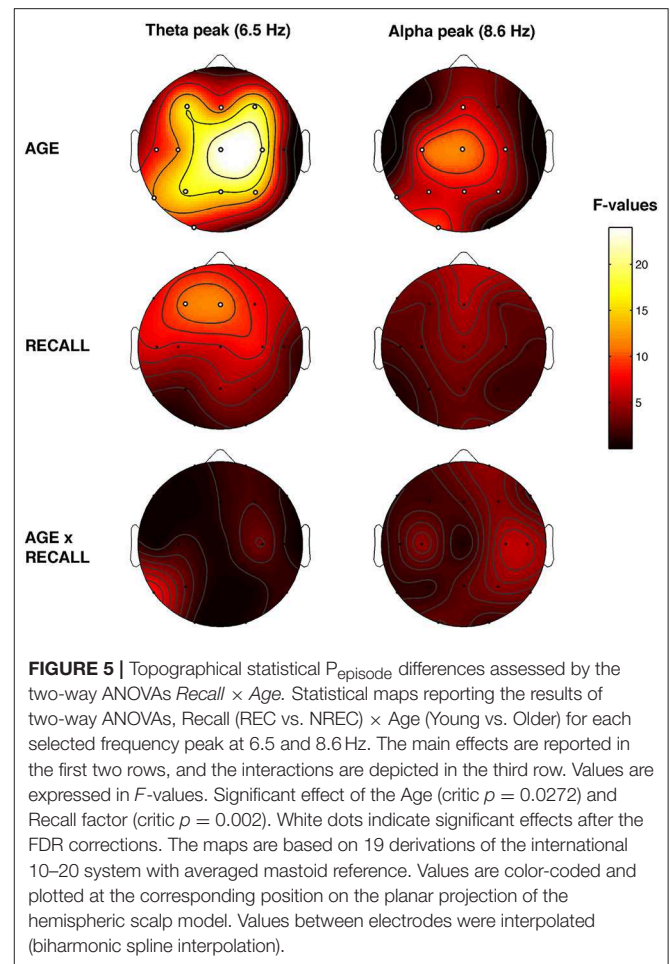 Theta peak (6.5 Hz) Alpha peak (8.6 Hz)
AGE
F-values
20
15
10
5
RECALL
AGE x
RECALL
FIGURE 5 | Topographical statistical Pepisode differences assessed by the
two-way ANOVAs Recall × Age. Statistical maps reporting the results of
two-way ANOVAs, Recall (REC vs. NREC) × Age (Young vs. Older) for each
selected frequency peak at 6.5 and 8.6 Hz. The main effects are reported in
the first two rows, and the interactions are depicted in the third row. Values are
expressed in F-values. Significant effect of the Age (critic p = 0.0272) and
Recall factor (critic p = 0.002). White dots indicate significant effects after the
FDR corrections. The maps are based on 19 derivations of the international
10–20 system with averaged mastoid reference. Values are color-coded and
plotted at the corresponding position on the planar projection of the
hemispheric scalp model. Values between electrodes were interpolated
(biharmonic spline interpolation).